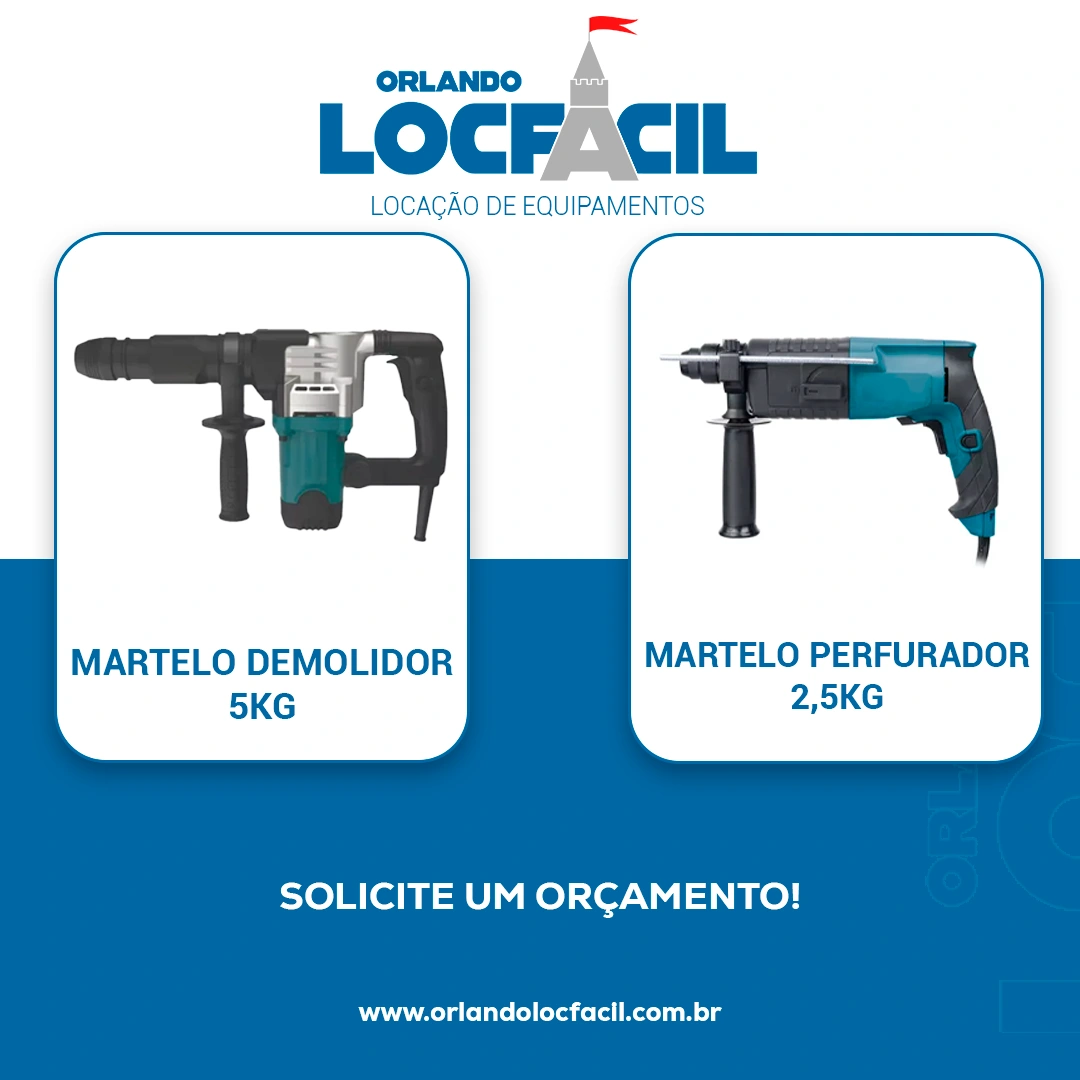 ORLANDO
LOCFACIL
LOCAÇÃO DE EQUIPAMENTOS
MARTELO DEMOLIDOR
5KG
MARTELO PERFURADOR
2,5KG
SOLICITE UM ORÇAMENTO!
www.orlandolocfacil.com.br